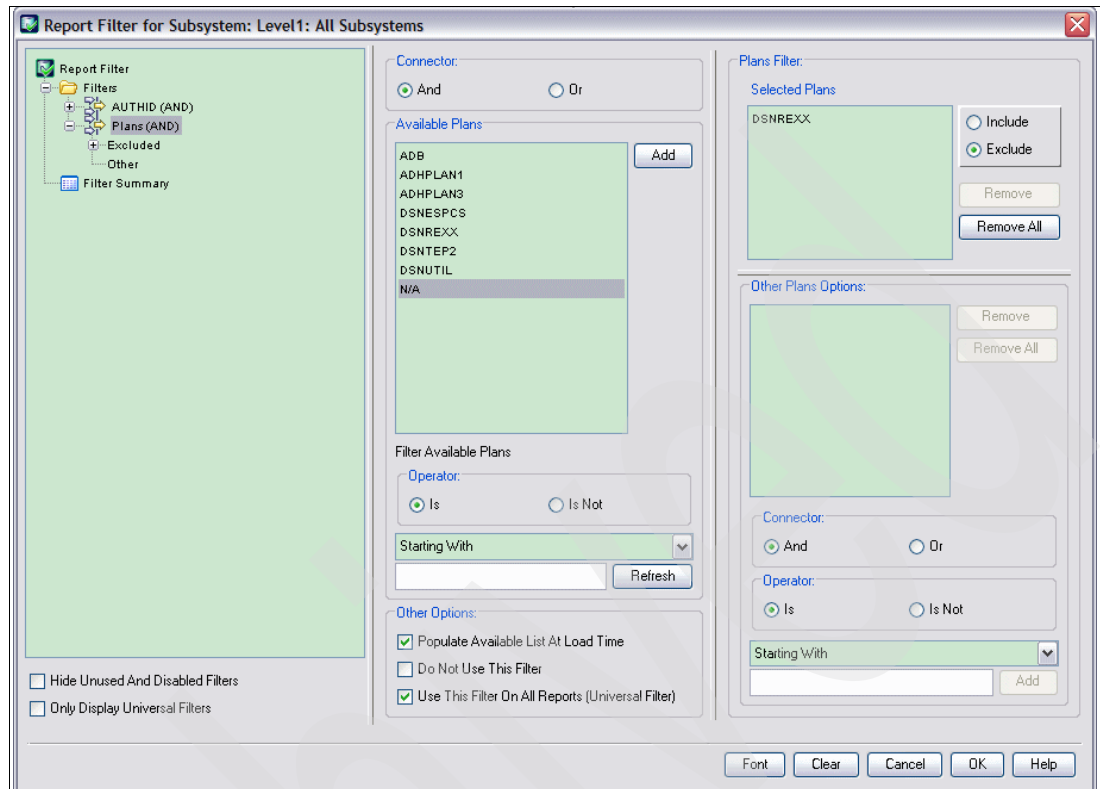 Report Filter for Subsystem: Level1: All Subsystems
Report Filter
Filters
AUTHID (AND)
Plans (AND)
Excluded
Other
Filter Summary
Hide Unused And Disabled Filters
Only Display Universal Filters
Connector:
And
Or
Available Plans
ADB
ADHPLAN1
ADHPLAN3
DSNESPCS
DSNREXX
DSNTEP2
DSNUTIL
N/A
Add
Filter Available Plans
Operator:
Is
Is Not
Starting With
Refresh
Other Options:
Populate Available List At Load Time
Do Not Use This Filter
Use This Filter On All Reports (Universal Filter)
Plans Filter:
Selected Plans
DSNREXX
Include
Exclude
Remove
Remove All
Other Plans Options:
Remove
Remove All
Connector:
And
Or
Operator:
Is
Is Not
Starting With
Add
Font
Clear
Cancel
OK
Help